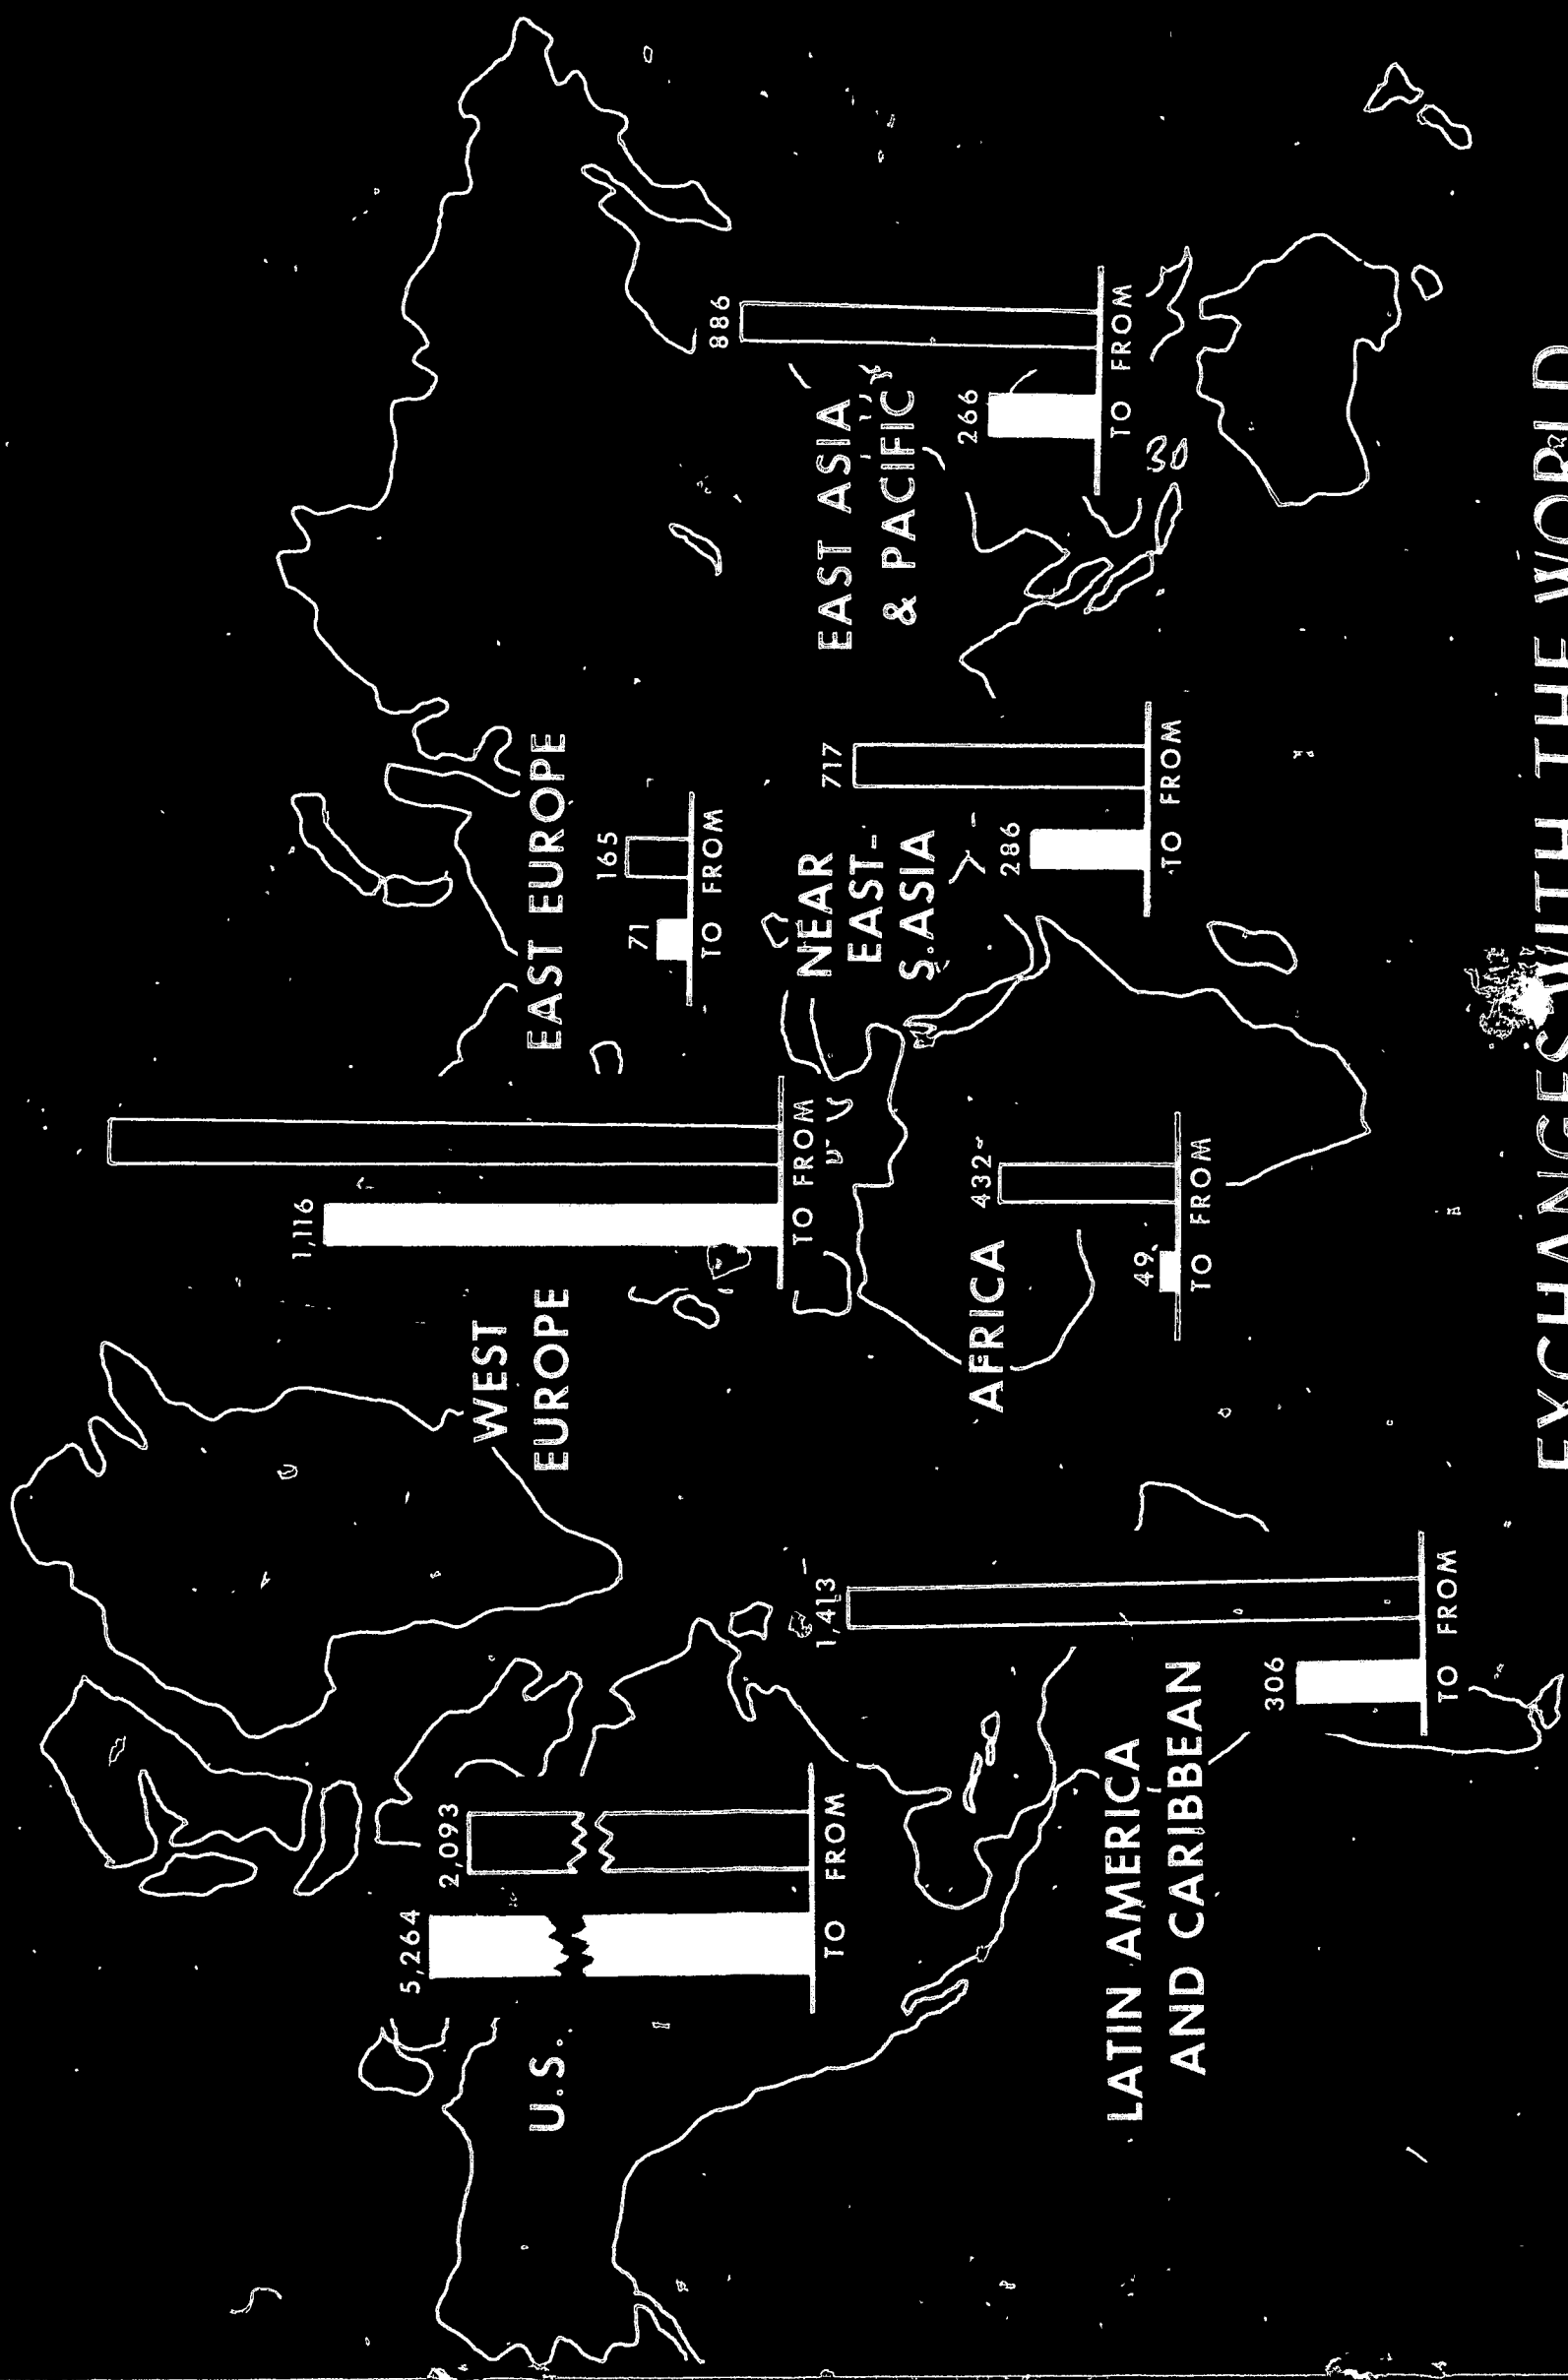 WEST
EUROPE
1,116
TO FROM
EAST EUROPE
71
165
TO FROM
U.S.
5,264
2,093
TO FROM
NEAR
EAST-
S.ASIA
286
717
TO FROM
EAST ASIA
& PACIFIC
266
886
TO FROM
30
AFRICA
49
432
TO FROM
LATIN AMERICA
AND CARIBBEAN
306
1,413
TO FROM
EXCHANGES WITH THE WORLD